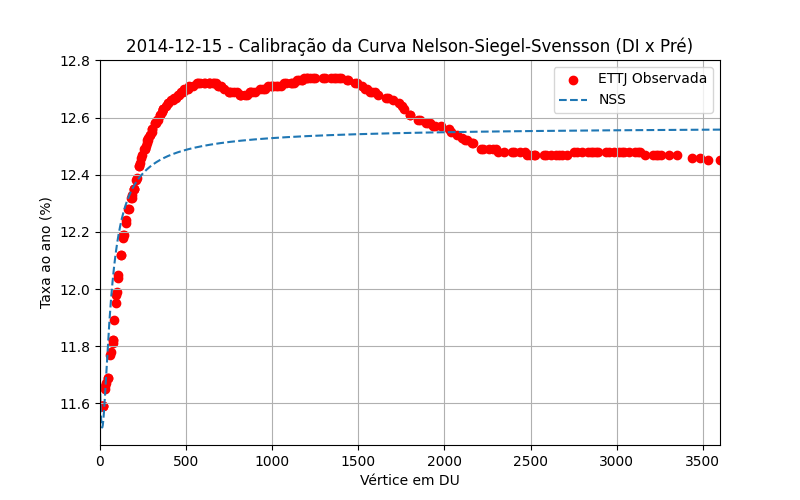 2014-12-15 - Calibração da Curva Nelson-Siegel-Svensson (DI x Pré)
12.8
12.6
12.4
12.2
12.0
11.8
11.6
Taxa ao ano (%)
ETTJ Observada
NSS
0 500 1000 1500 2000 2500 3000 3500
Vértice em DU